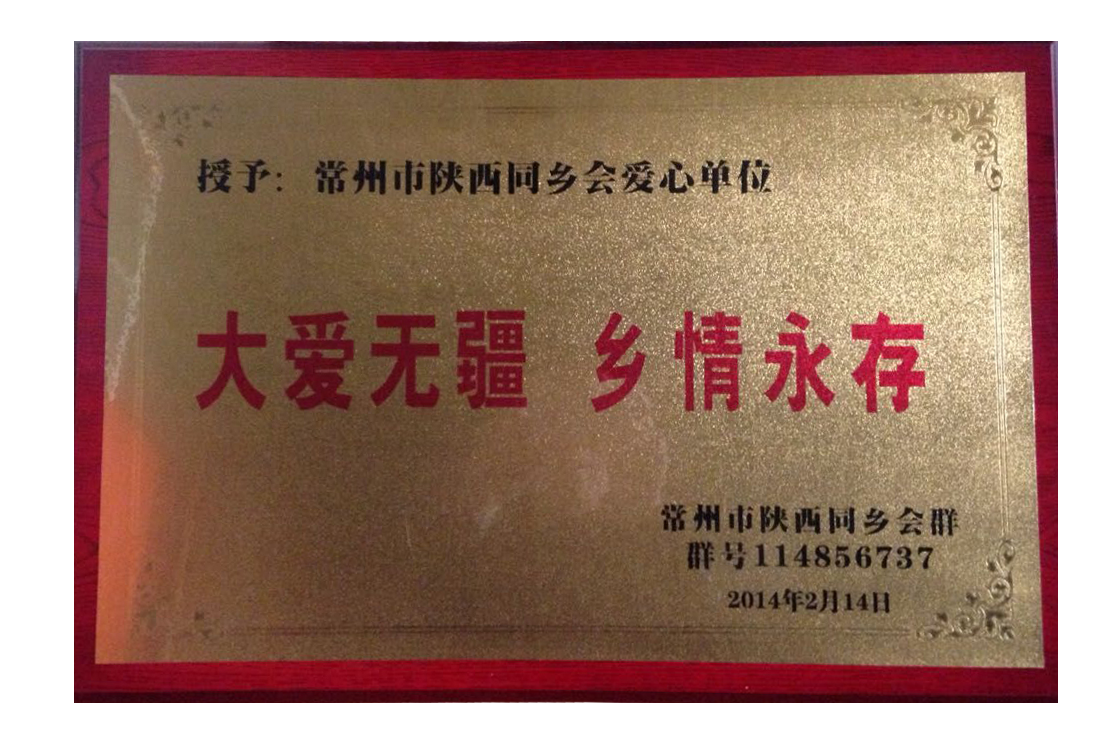 授予：常州市陕西同乡会爱心单位
大爱无疆 乡情永存
常州市陕西同乡会群
群号114856737
2014年2月14日